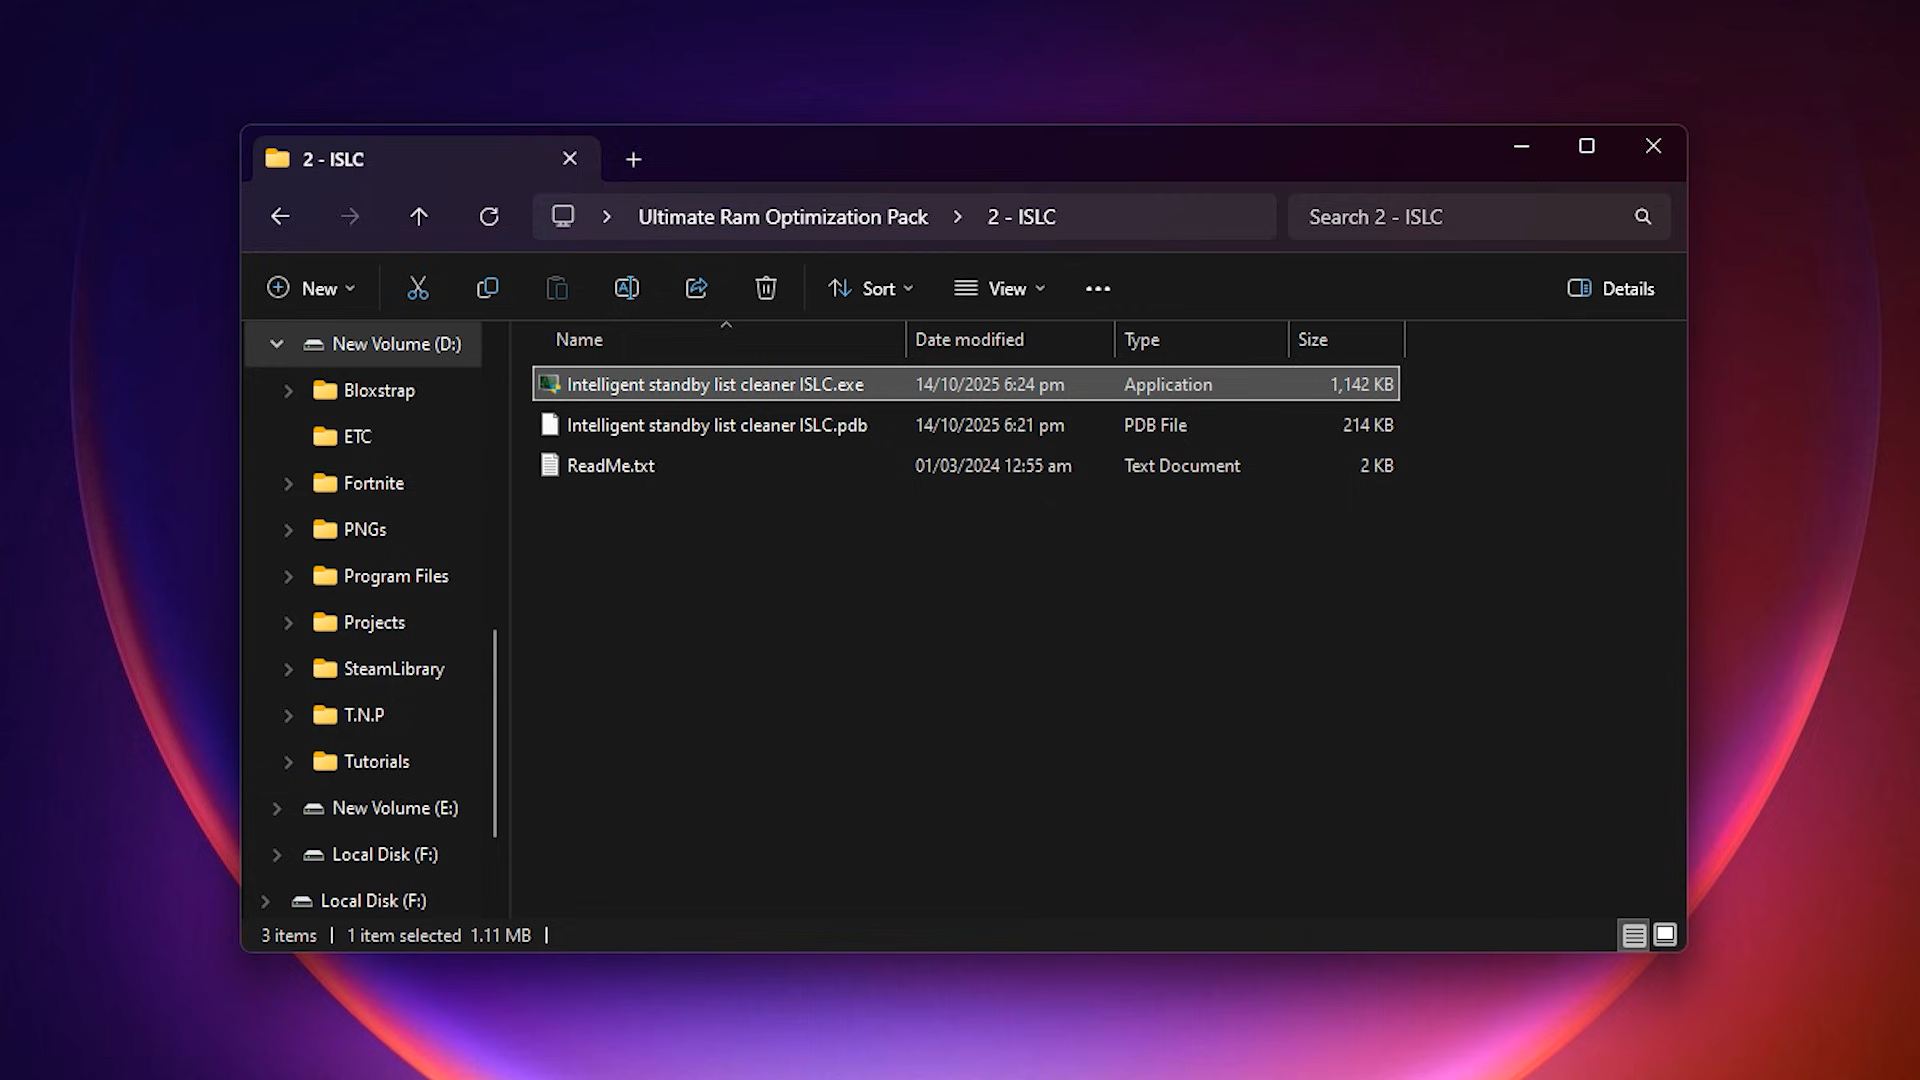 2 - ISLC
Ultimate Ram Optimization Pack 2 - ISLC Search 2 - ISLC
New Sort View Details
Name Date modified Type Size
Intelligent standby list cleaner ISLC.exe 14/10/2025 6:24 pm Application 1,142 KB
Intelligent standby list cleaner ISLC.pdb 14/10/2025 6:21 pm PDB File 214 KB
ReadMe.txt 01/03/2024 12:55 am Text Document 2 KB
New Volume (D:)
Bloxstrap
ETC
Fortnite
PNGs
Program Files
Projects
SteamLibrary
T.N.P
Tutorials
New Volume (E:)
Local Disk (F:)
Local Disk (F:)
3 items 1 item selected 1.11 MB